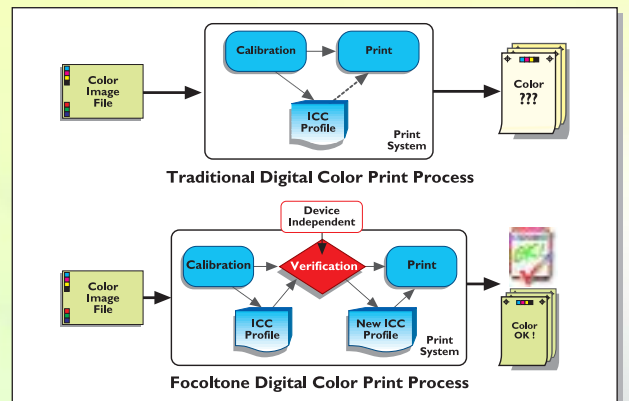 Color
Image
File
Calibration
Print
ICC
Profile
Print
System
Color
???
Traditional Digital Color Print Process
Device
Independent
Color
Image
File
Calibration
Verification
Print
ICC
Profile
New ICC
Profile
Print
System
OK!
Color
OK !
Focoltone Digital Color Print Process